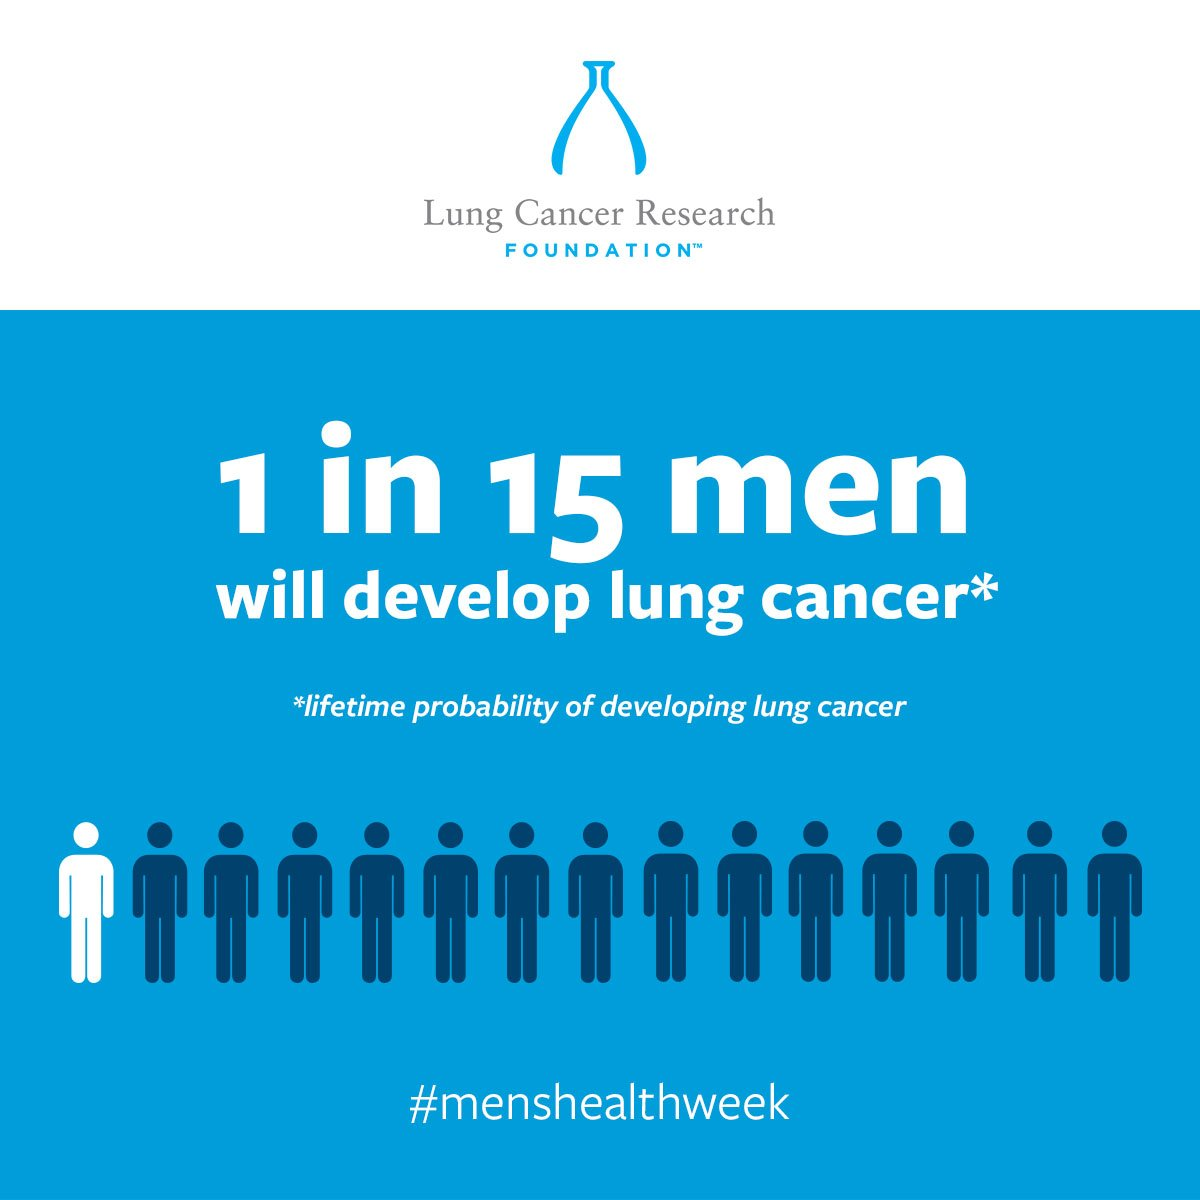 Lung Cancer Research
FOUNDATION™
1 in 15 men
will develop lung cancer*
*lifetime probability of developing lung cancer
#menshealthweek